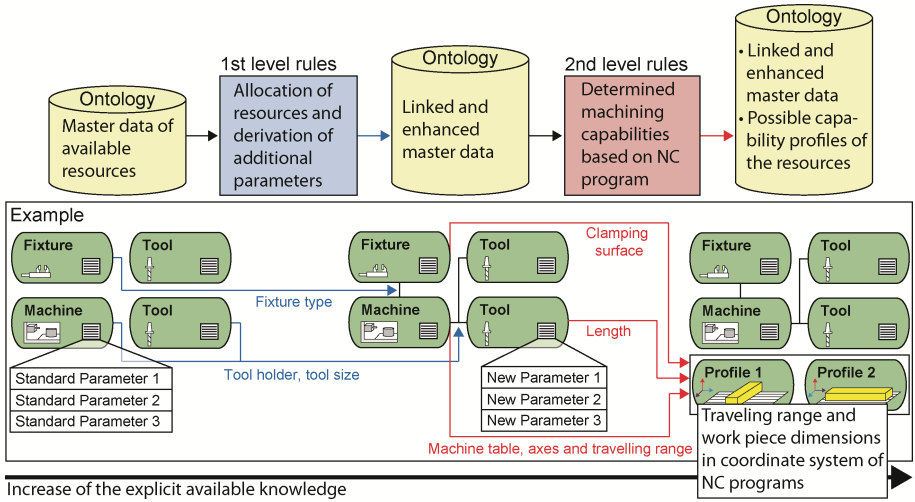 Ontology
Master data of
available
resources
1st level rules
Allocation of
resources and
derivation of
additional
parameters
Ontology
Linked and
enhanced
master data
2nd level rules
Determined
machining
capabilities
based on NC
program
Ontology
• Linked and
enhanced
master data
• Possible capa-
bility profiles of
the resources
Example
Fixture
Tool
Machine
Tool
Standard Parameter 1
Standard Parameter 2
Standard Parameter 3
Fixture type
Tool holder, tool size
Fixture
Tool
Machine
Tool
New Parameter 1
New Parameter 2
New Parameter 3
Clamping
surface
Length
Machine table, axes and travelling range
Fixture
Tool
Machine
Tool
Profile 1
Profile 2
Traveling range and
work piece dimensions
in coordinate system of
NC programs
Increase of the explicit available knowledge